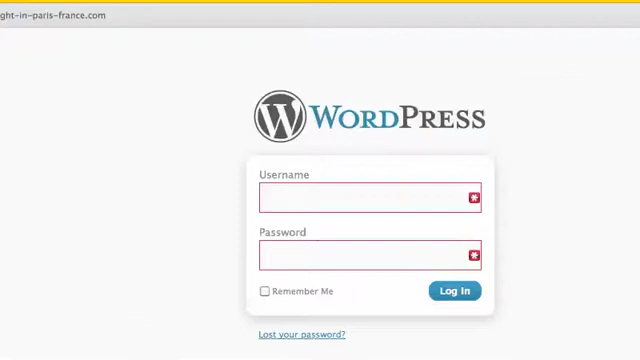 ght-in-paris-france.com
WORDPRESS
Username
Password
Remember Me
Log In
Lost your password?